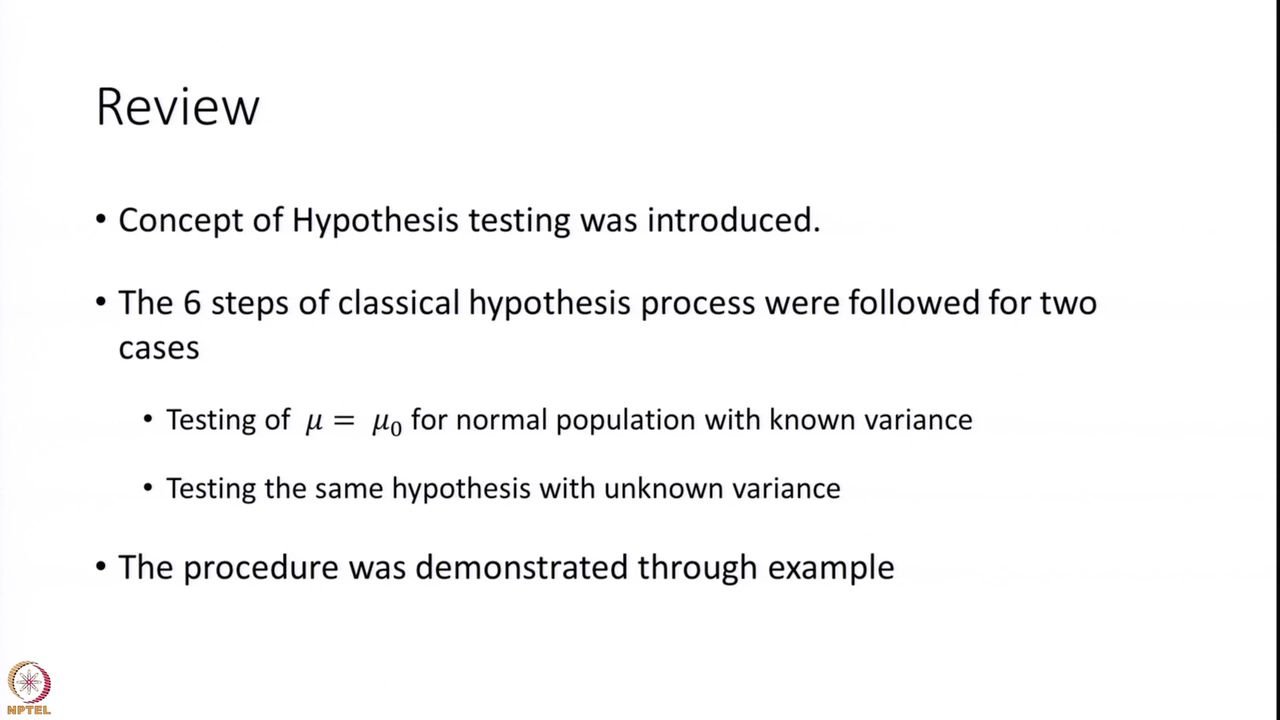 Review
• Concept of Hypothesis testing was introduced.
• The 6 steps of classical hypothesis process were followed for two
cases
• Testing of μ = μ₀ for normal population with known variance
• Testing the same hypothesis with unknown variance
• The procedure was demonstrated through example
NPTEL